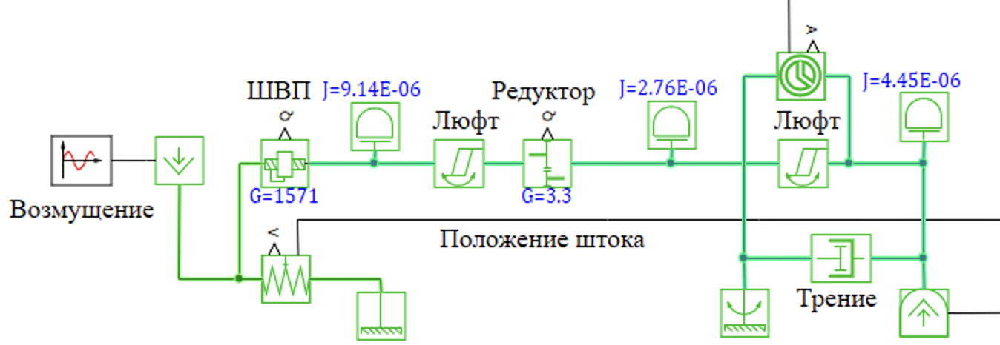 A
ШВП
J=9.14E-06
Редуктор
J=2.76E-06
J=4.45E-06
Q
Люфт
Q
Люфт
Возмущение
G=1571
G=3.3
V
Положение штока
Трение